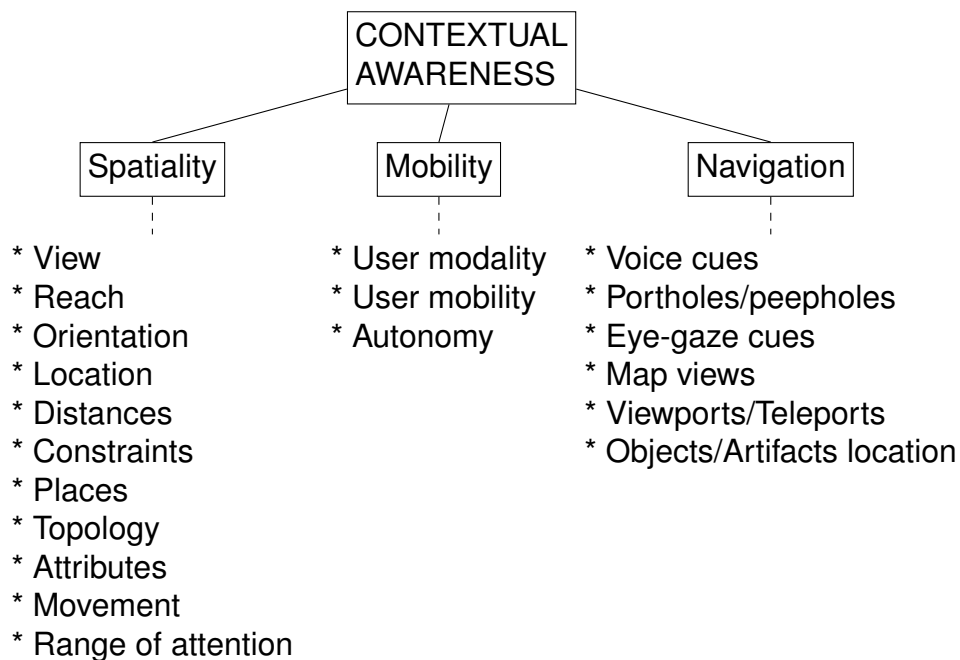 CONTEXTUAL
AWARENESS
Spatiality
* View
* Reach
* Orientation
* Location
* Distances
* Constraints
* Places
* Topology
* Attributes
* Movement
* Range of attention
Mobility
* User modality
* User mobility
* Autonomy
Navigation
* Voice cues
* Portholes/peepholes
* Eye-gaze cues
* Map views
* Viewports/Teleports
* Objects/Artifacts location